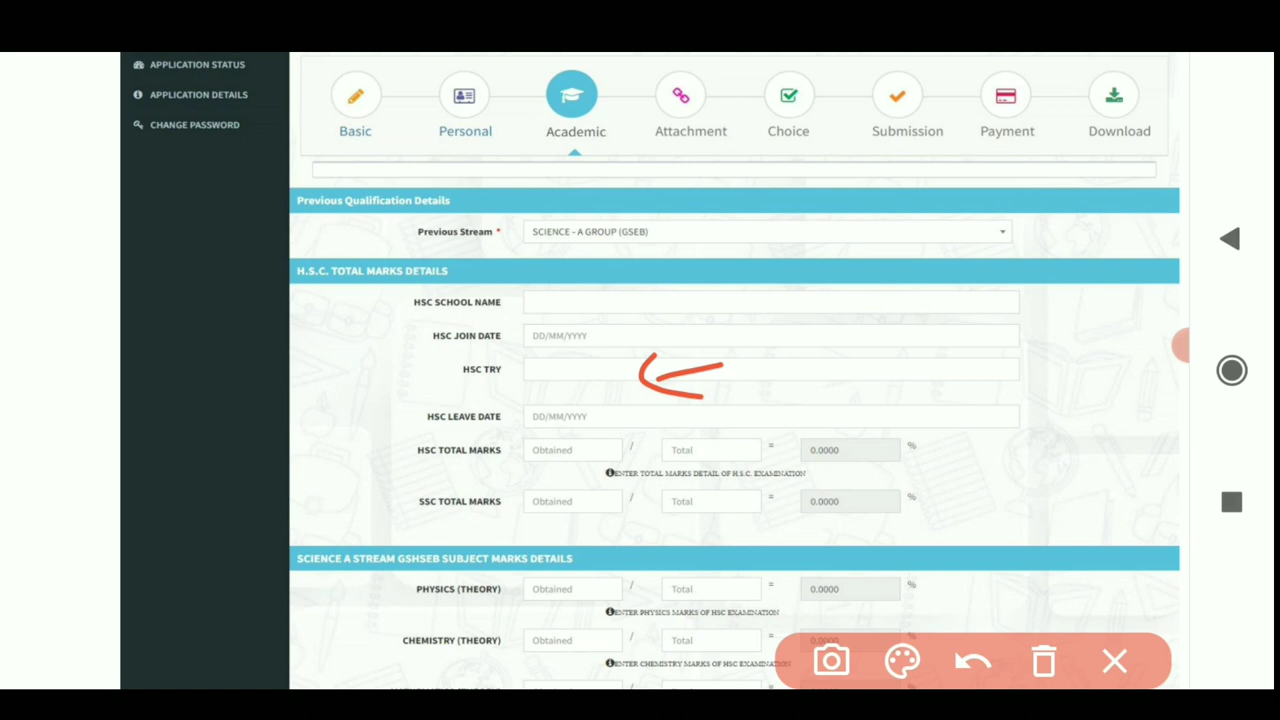 APPLICATION STATUS
APPLICATION DETAILS
CHANGE PASSWORD
Basic Personal Academic Attachment Choice Submission Payment Download
Previous Qualification Details
Previous Stream * SCIENCE - A GROUP (GSEB)
H.S.C. TOTAL MARKS DETAILS
HSC SCHOOL NAME
HSC JOIN DATE DD/MM/YYYY
HSC TRY
HSC LEAVE DATE DD/MM/YYYY
HSC TOTAL MARKS Obtained / Total = 0.0000 %
ENTER TOTAL MARKS DETAIL OF H.S.C. EXAMINATION
SSC TOTAL MARKS Obtained / Total = 0.0000 %
SCIENCE A STREAM GSHSEB SUBJECT MARKS DETAILS
PHYSICS (THEORY) Obtained / Total = 0.0000 %
ENTER PHYSICS MARKS OF HSC EXAMINATION
CHEMISTRY (THEORY) Obtained / Total = 0.0000
ENTER CHEMISTRY MARKS OF HSC EXAMINATION